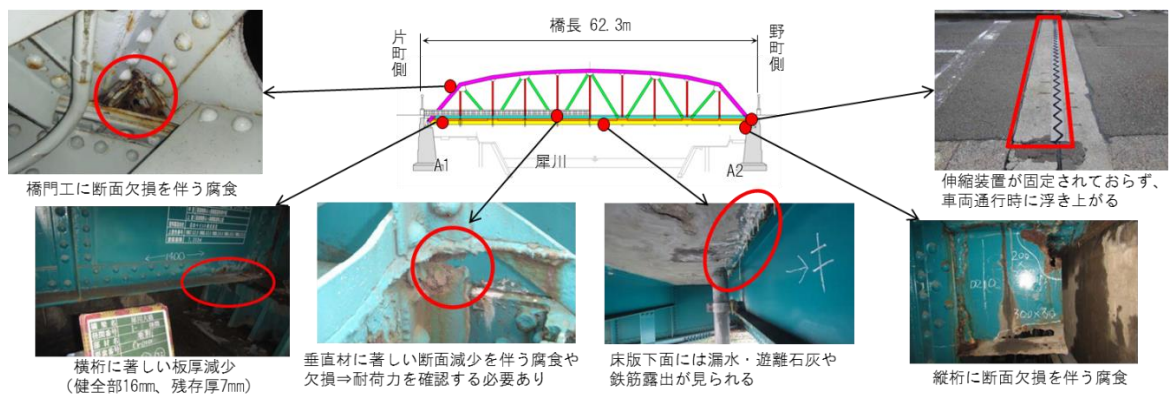 橋長 62.3m
片町側
野町側
A1
犀川
A2
橋門工に断面欠損を伴う腐食
伸縮装置が固定されておらず、
車両通行時に浮き上がる
1400
200
300×80
横桁に著しい板厚減少
(健全部16mm、残存厚7mm)
垂直材に著しい断面減少を伴う腐食や
欠損⇒耐荷力を確認する必要あり
床版下面には漏水・遊離石灰や
鉄筋露出が見られる
縦桁に断面欠損を伴う腐食